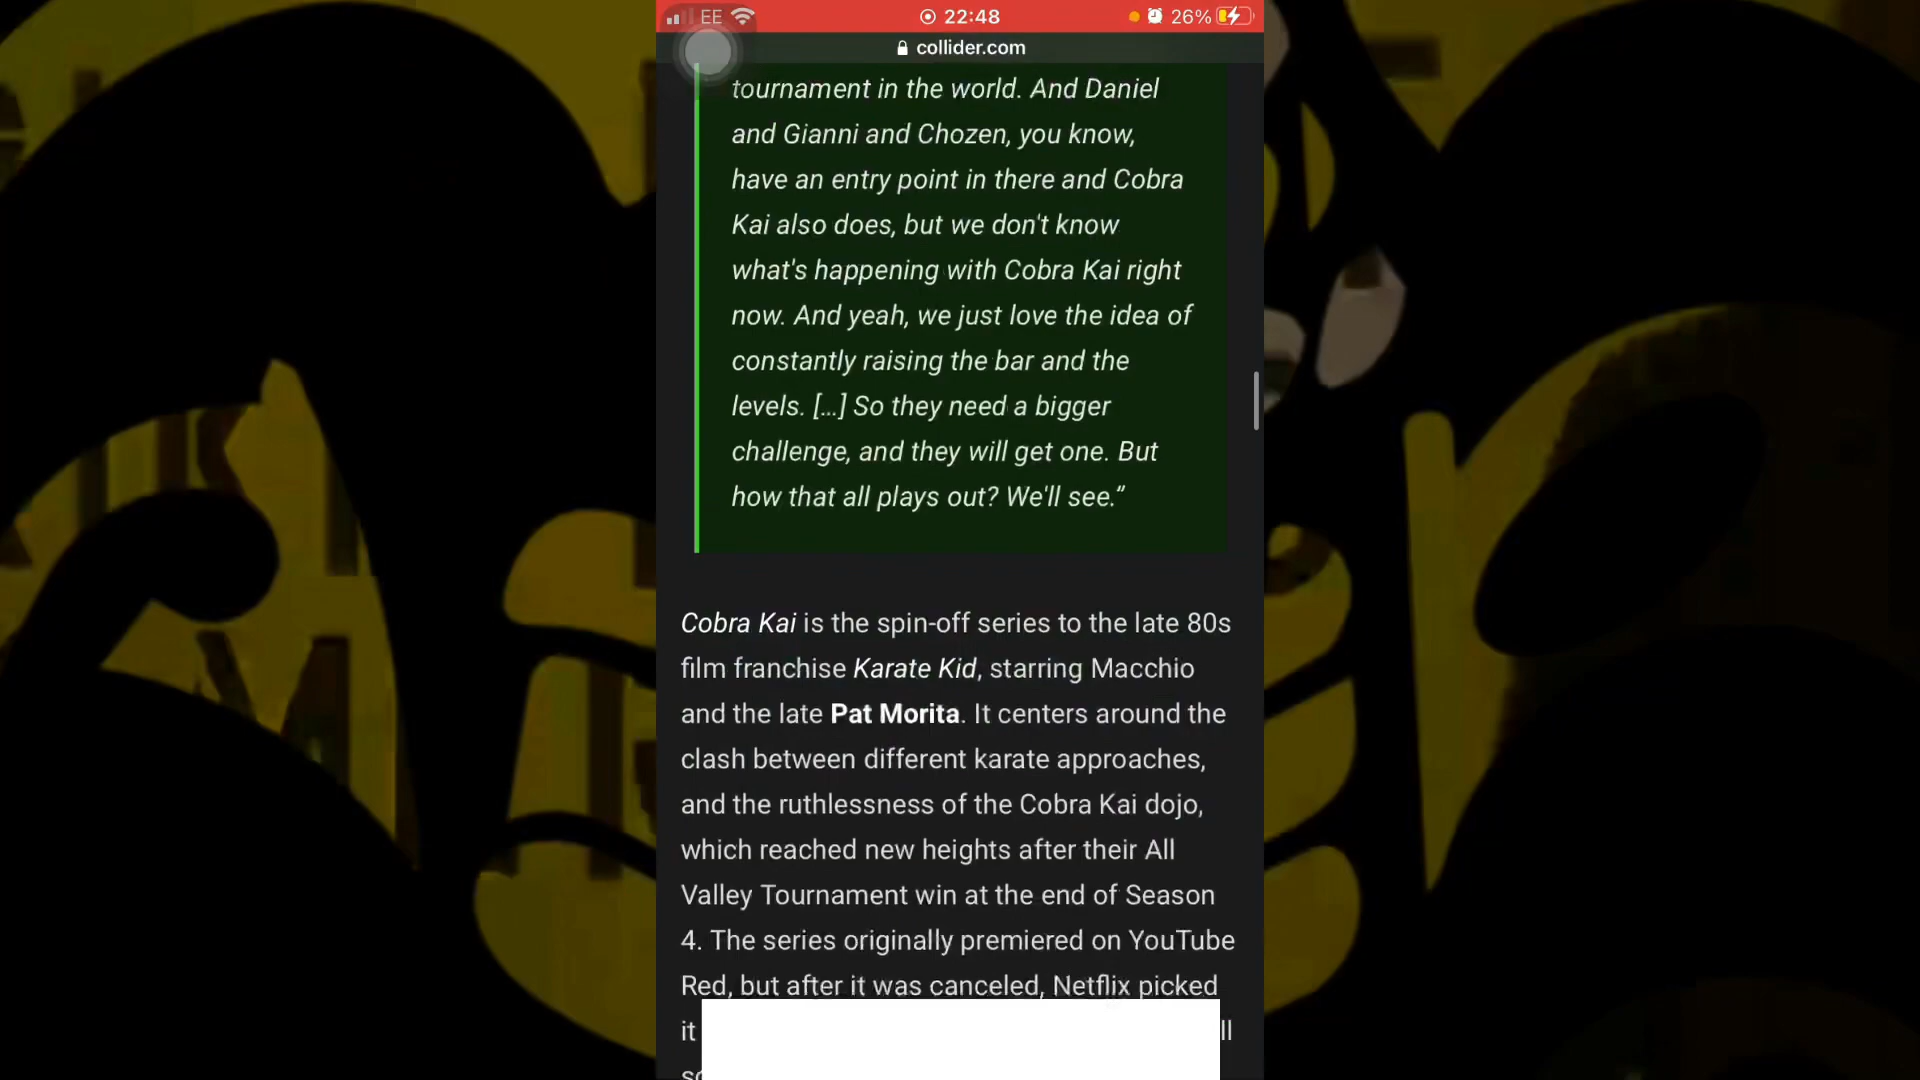 EE
22:48
26%
collider.com
tournament in the world. And Daniel
and Gianni and Chozen, you know,
have an entry point in there and Cobra
Kai also does, but we don't know
what's happening with Cobra Kai right
now. And yeah, we just love the idea of
constantly raising the bar and the
levels. [...] So they need a bigger
challenge, and they will get one. But
how that all plays out? We'll see.”
Cobra Kai is the spin-off series to the late 80s
film franchise Karate Kid, starring Macchio
and the late Pat Morita. It centers around the
clash between different karate approaches,
and the ruthlessness of the Cobra Kai dojo,
which reached new heights after their All
Valley Tournament win at the end of Season
4. The series originally premiered on YouTube
Red, but after it was canceled, Netflix picked
it